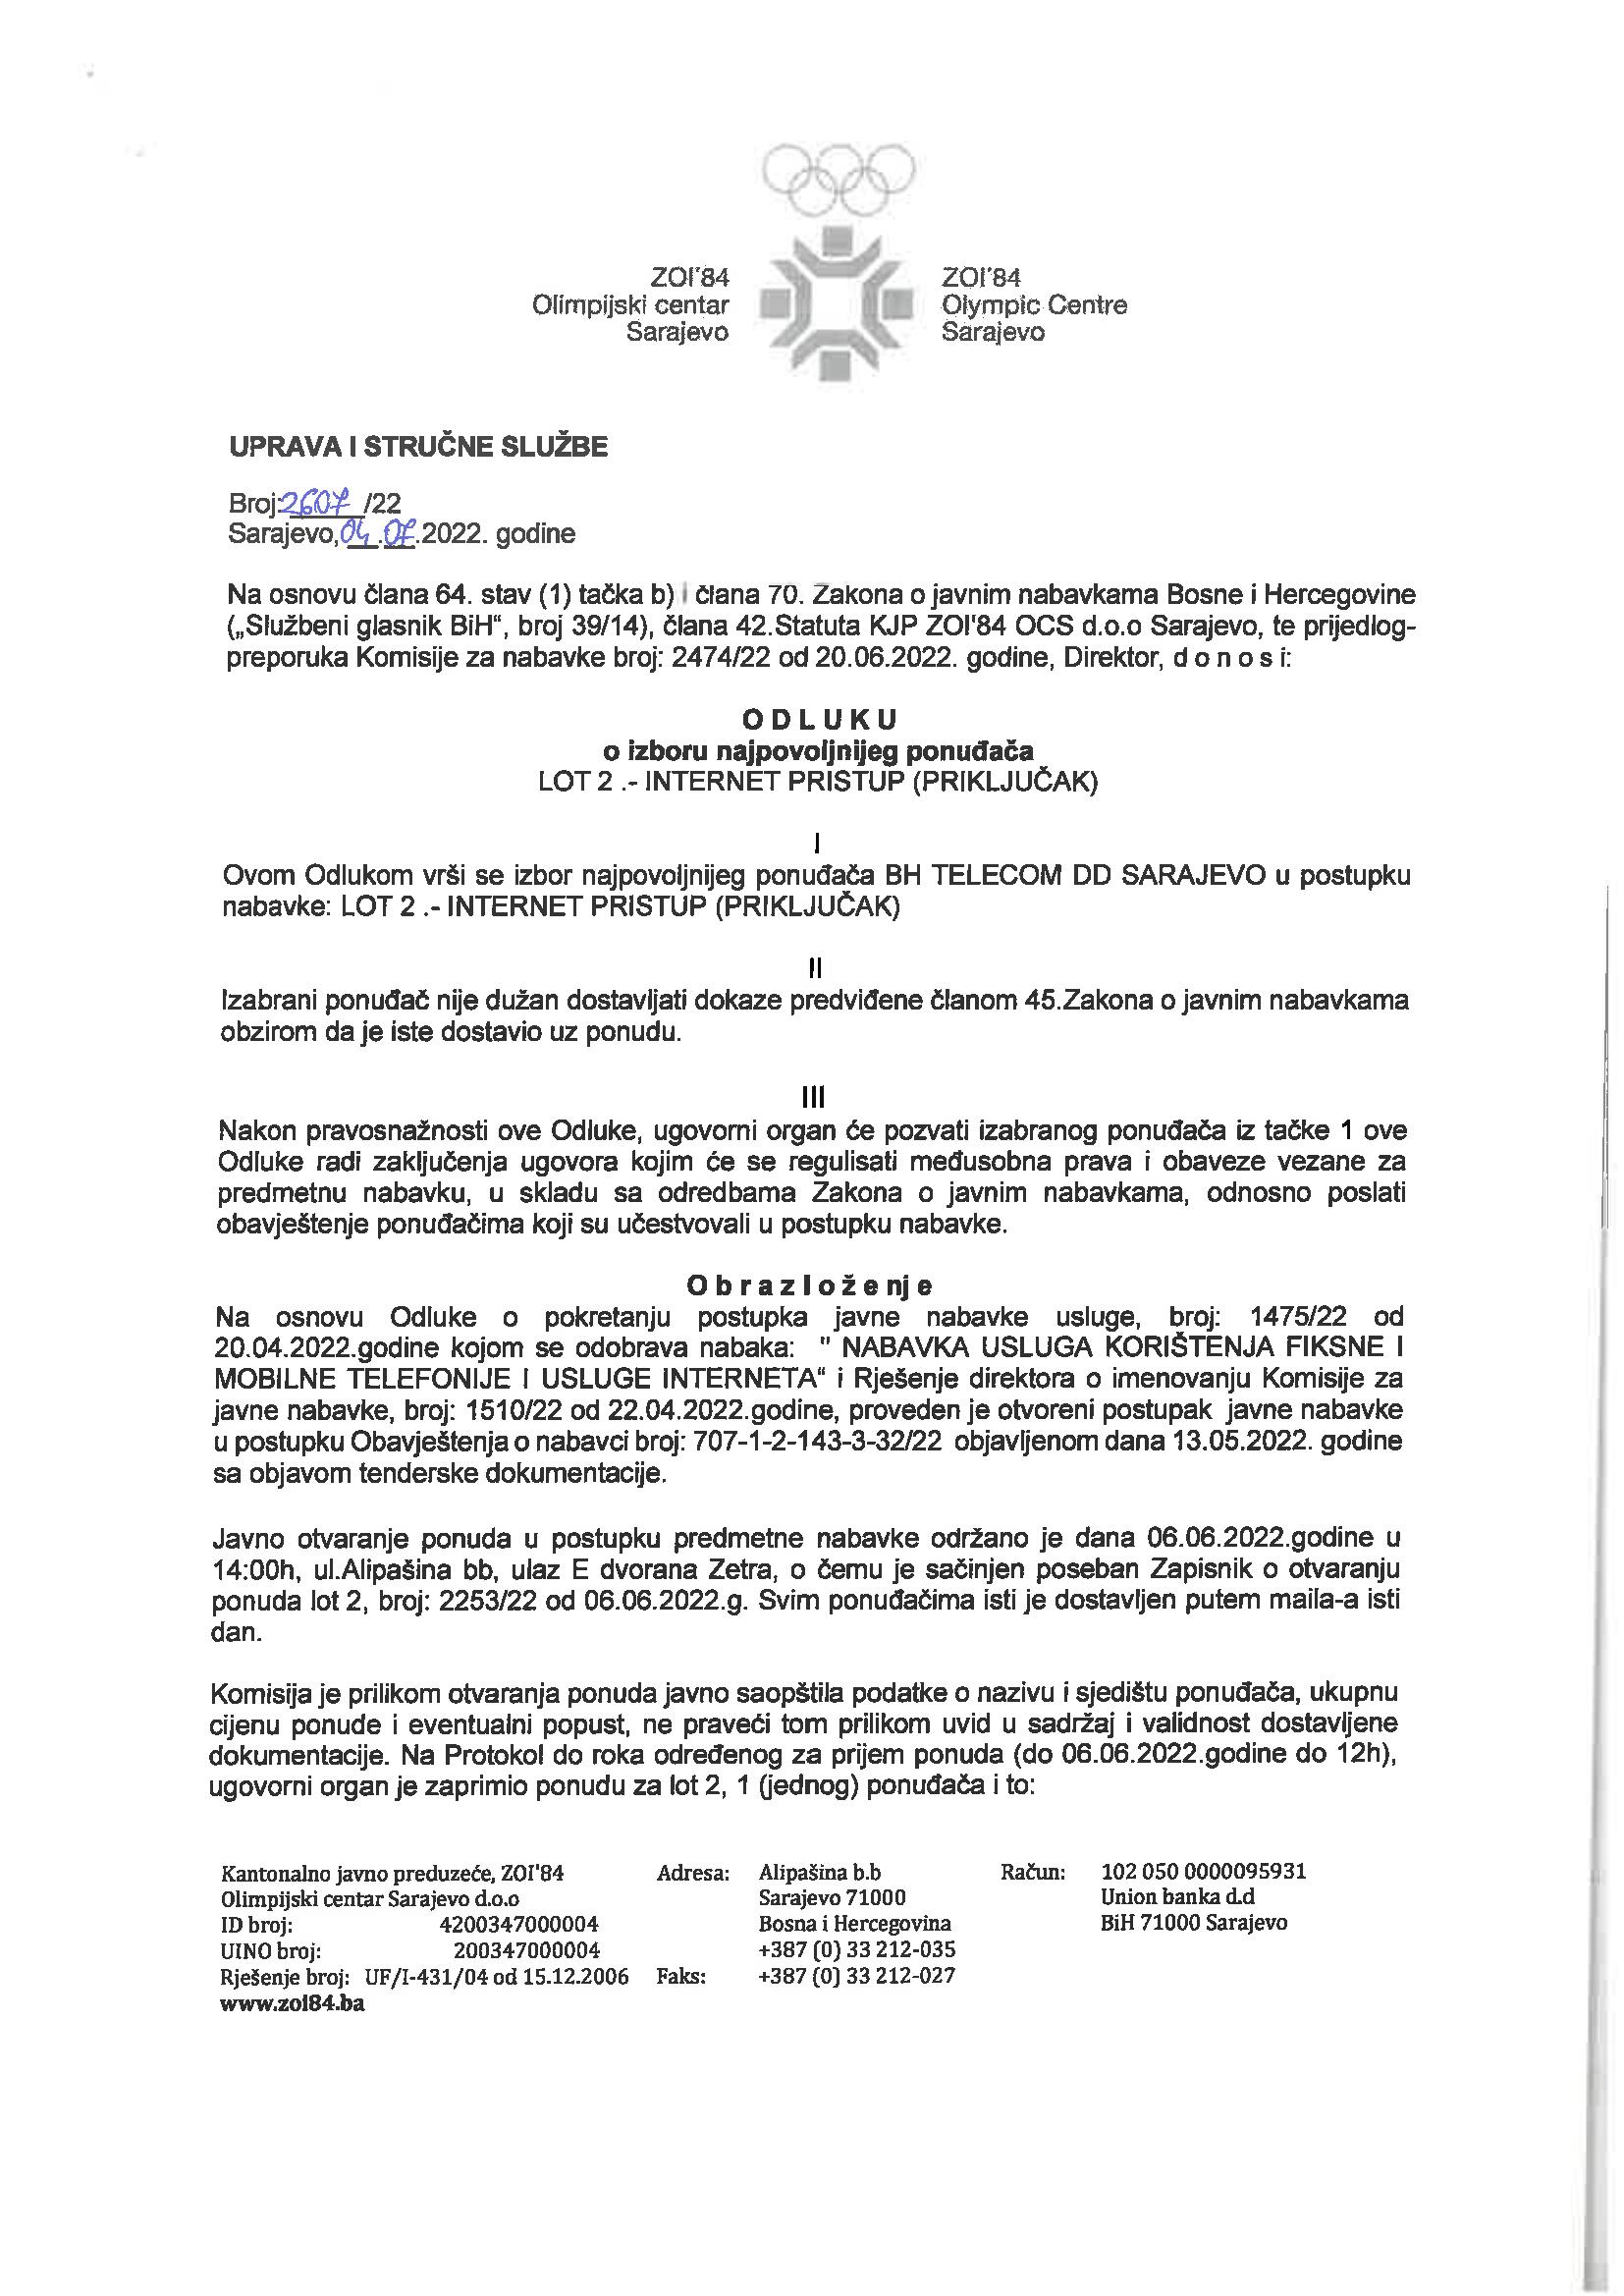 ZOI'84
Olimpijski centar
Sarajevo
ZOI'84
Olympic Centre
Sarajevo
UPRAVA I STRUČNE SLUŽBE
Broj:2607 /22
Sarajevo,04.07.2022. godine
Na osnovu člana 64. stav (1) tačka b) i člana 70. Zakona o javnim nabavkama Bosne i Hercegovine
(„Službeni glasnik BiH“, broj 39/14), člana 42.Statuta KJP ZOI'84 OCS d.o.o Sarajevo, te prijedlog-
preporuka Komisije za nabavke broj: 2474/22 od 20.06.2022. godine, Direktor, d o n o s i:
O D L U K U
o izboru najpovoljnijeg ponuđača
LOT 2 .- INTERNET PRISTUP (PRIKLJUČAK)
I
Ovom Odlukom vrši se izbor najpovoljnijeg ponuđača BH TELECOM DD SARAJEVO u postupku
nabavke: LOT 2 .- INTERNET PRISTUP (PRIKLJUČAK)
II
Izabrani ponuđač nije dužan dostavljati dokaze predviđene članom 45.Zakona o javnim nabavkama
obzirom da je iste dostavio uz ponudu.
III
Nakon pravosnažnosti ove Odluke, ugovorni organ će pozvati izabranog ponuđača iz tačke 1 ove
Odluke radi zaključenja ugovora kojim će se regulisati međusobna prava i obaveze vezane za
predmetnu nabavku, u skladu sa odredbama Zakona o javnim nabavkama, odnosno poslati
obavještenje ponuđačima koji su učestvovali u postupku nabavke.
O b r a z l o ž e nj e
Na osnovu Odluke o pokretanju postupka javne nabavke usluge, broj: 1475/22 od
20.04.2022.godine kojom se odobrava nabaka: " NABAVKA USLUGA KORIŠTENJA FIKSNE I
MOBILNE TELEFONIJE I USLUGE INTERNETA“ i Rješenje direktora o imenovanju Komisije za
javne nabavke, broj: 1510/22 od 22.04.2022.godine, proveden je otvoreni postupak javne nabavke
u postupku Obavještenja o nabavci broj: 707-1-2-143-3-32/22 objavljenom dana 13.05.2022. godine
sa objavom tenderske dokumentacije.
Javno otvaranje ponuda u postupku predmetne nabavke održano je dana 06.06.2022.godine u
14:00h, ul.Alipašina bb, ulaz E dvorana Zetra, o čemu je sačinjen poseban Zapisnik o otvaranju
ponuda lot 2, broj: 2253/22 od 06.06.2022.g. Svim ponuđačima isti je dostavljen putem maila-a isti
dan.
Komisija je prilikom otvaranja ponuda javno saopštila podatke o nazivu i sjedištu ponuđača, ukupnu
cijenu ponude i eventualni popust, ne praveći tom prilikom uvid u sadržaj i validnost dostavljene
dokumentacije. Na Protokol do roka određenog za prijem ponuda (do 06.06.2022.godine do 12h),
ugovorni organ je zaprimio ponudu za lot 2, 1 (jednog) ponuđača i to:
Kantonalno javno preduzeće, ZOI'84 Adresa: Alipašina b.b Račun: 102 050 0000095931
Olimpijski centar Sarajevo d.o.o Sarajevo 71000 Union banka d.d
ID broj: 4200347000004 Bosna i Hercegovina BiH 71000 Sarajevo
UINO broj: 200347000004 +387 (0) 33 212-035
Rješenje broj: UF/I-431/04 od 15.12.2006 Faks: +387 (0) 33 212-027
www.zoi84.ba